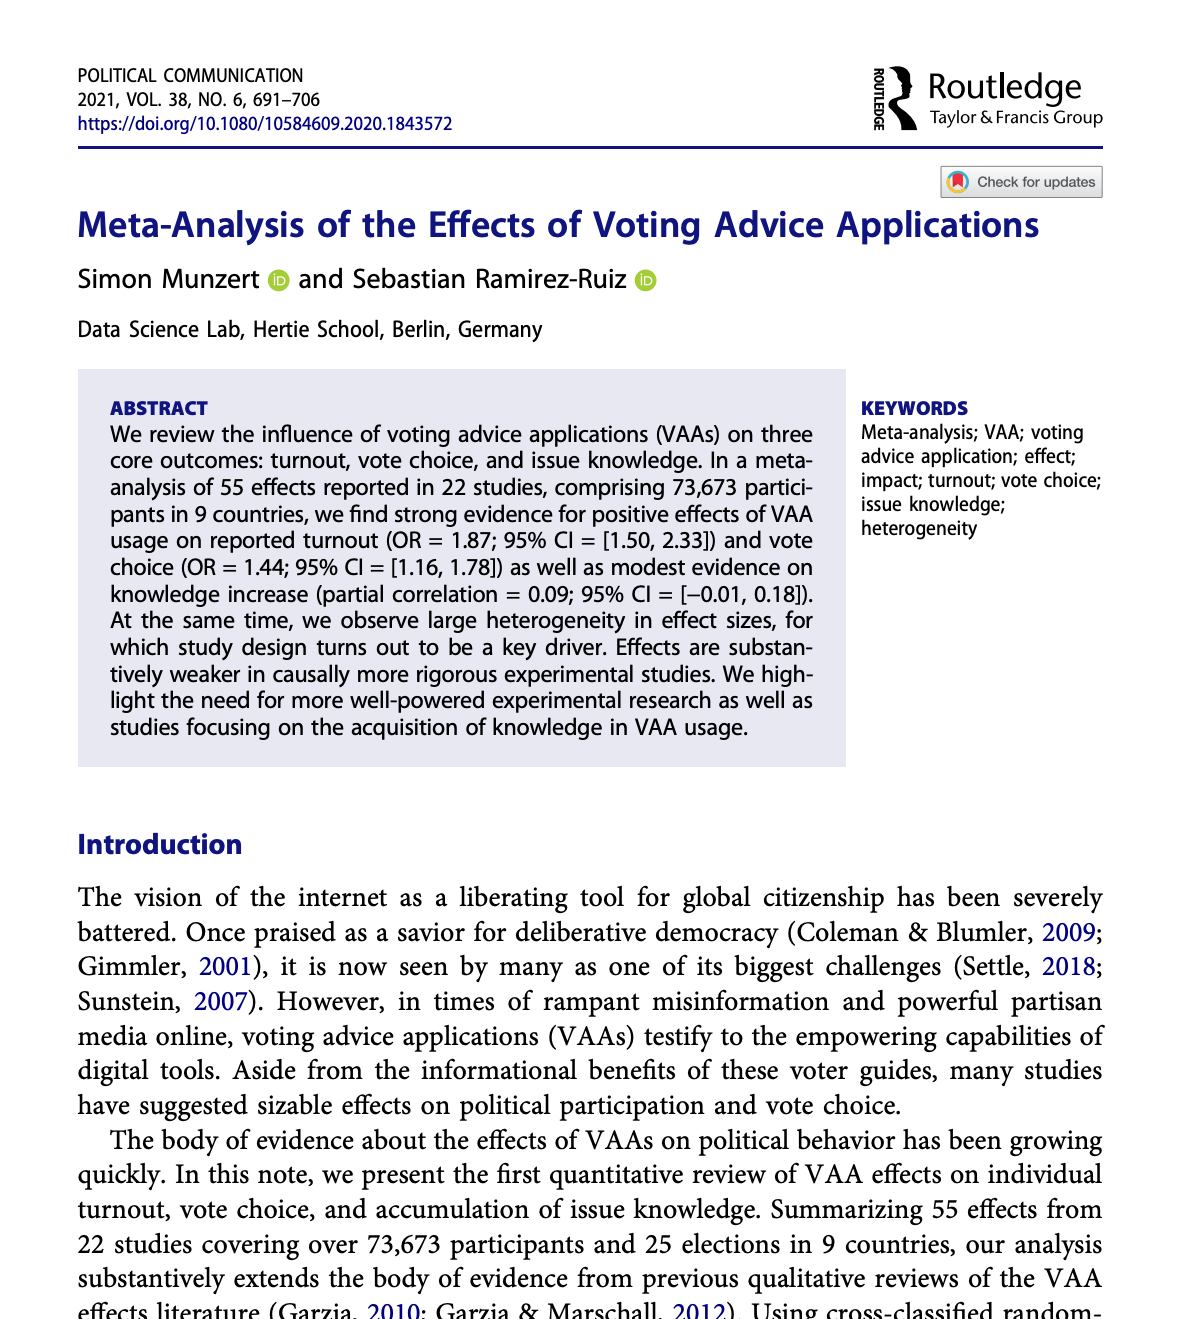 POLITICAL COMMUNICATION
2021, VOL. 38, NO. 6, 691–706
https://doi.org/10.1080/10584609.2020.1843572
ROUTLEDGE
Routledge
Taylor & Francis Group
Check for updates
Meta-Analysis of the Effects of Voting Advice Applications
Simon Munzert iD and Sebastian Ramirez-Ruiz iD
Data Science Lab, Hertie School, Berlin, Germany
ABSTRACT
We review the influence of voting advice applications (VAAs) on three
core outcomes: turnout, vote choice, and issue knowledge. In a meta-
analysis of 55 effects reported in 22 studies, comprising 73,673 partici-
pants in 9 countries, we find strong evidence for positive effects of VAA
usage on reported turnout (OR = 1.87; 95% CI = [1.50, 2.33]) and vote
choice (OR = 1.44; 95% CI = [1.16, 1.78]) as well as modest evidence on
knowledge increase (partial correlation = 0.09; 95% CI = [−0.01, 0.18]).
At the same time, we observe large heterogeneity in effect sizes, for
which study design turns out to be a key driver. Effects are substan-
tively weaker in causally more rigorous experimental studies. We high-
light the need for more well-powered experimental research as well as
studies focusing on the acquisition of knowledge in VAA usage.
KEYWORDS
Meta-analysis; VAA; voting
advice application; effect;
impact; turnout; vote choice;
issue knowledge;
heterogeneity
Introduction
The vision of the internet as a liberating tool for global citizenship has been severely
battered. Once praised as a savior for deliberative democracy (Coleman & Blumler, 2009;
Gimmler, 2001), it is now seen by many as one of its biggest challenges (Settle, 2018;
Sunstein, 2007). However, in times of rampant misinformation and powerful partisan
media online, voting advice applications (VAAs) testify to the empowering capabilities of
digital tools. Aside from the informational benefits of these voter guides, many studies
have suggested sizable effects on political participation and vote choice.
The body of evidence about the effects of VAAs on political behavior has been growing
quickly. In this note, we present the first quantitative review of VAA effects on individual
turnout, vote choice, and accumulation of issue knowledge. Summarizing 55 effects from
22 studies covering over 73,673 participants and 25 elections in 9 countries, our analysis
substantively extends the body of evidence from previous qualitative reviews of the VAA
effects literature (Garzia, 2010; Garzia & Marschall, 2012). Using cross-classified random-